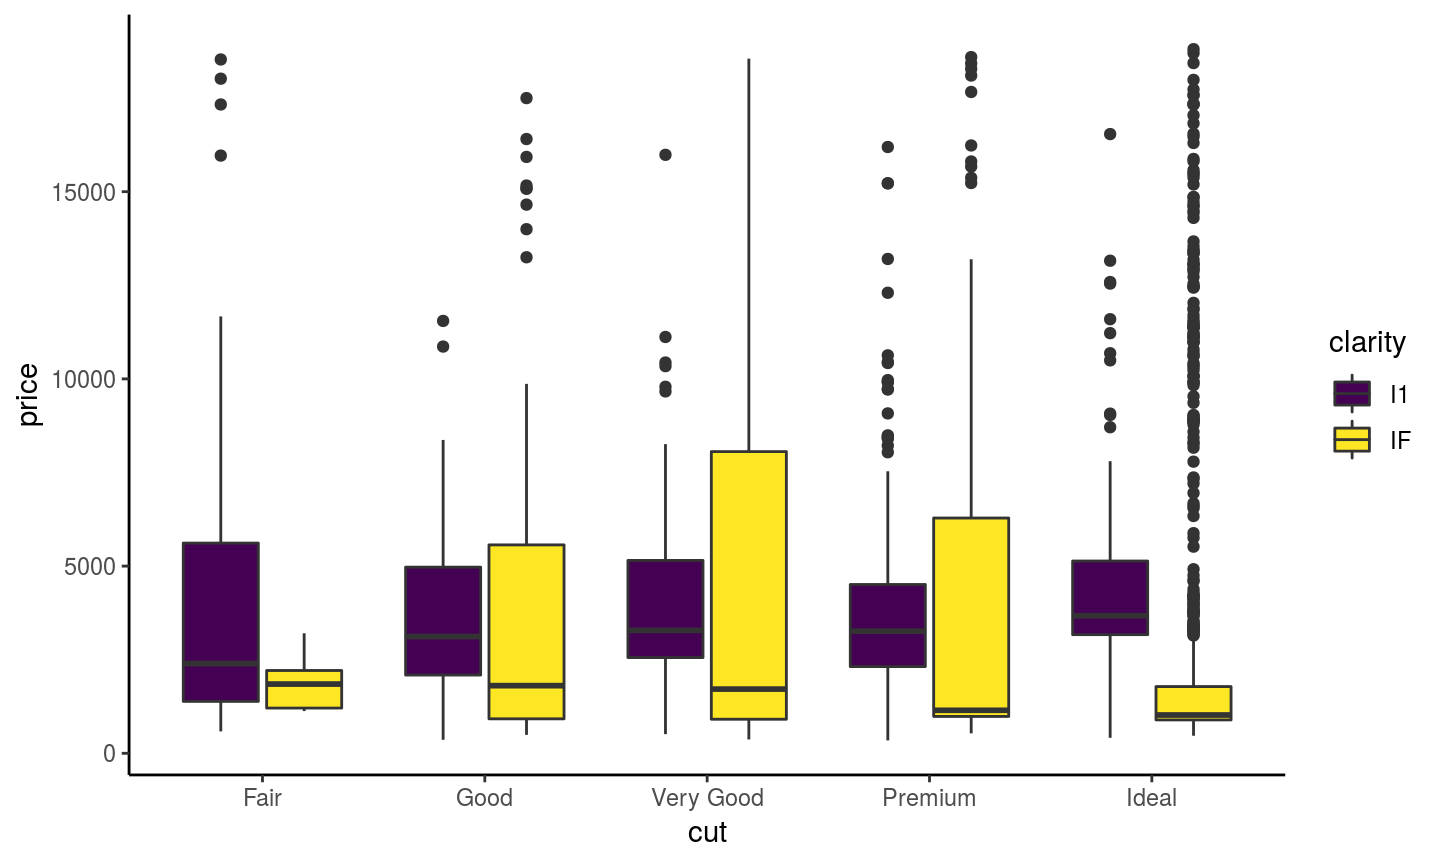 15000
10000
5000
0
price
Fair
Good
Very Good
Premium
Ideal
cut
clarity
I1
IF